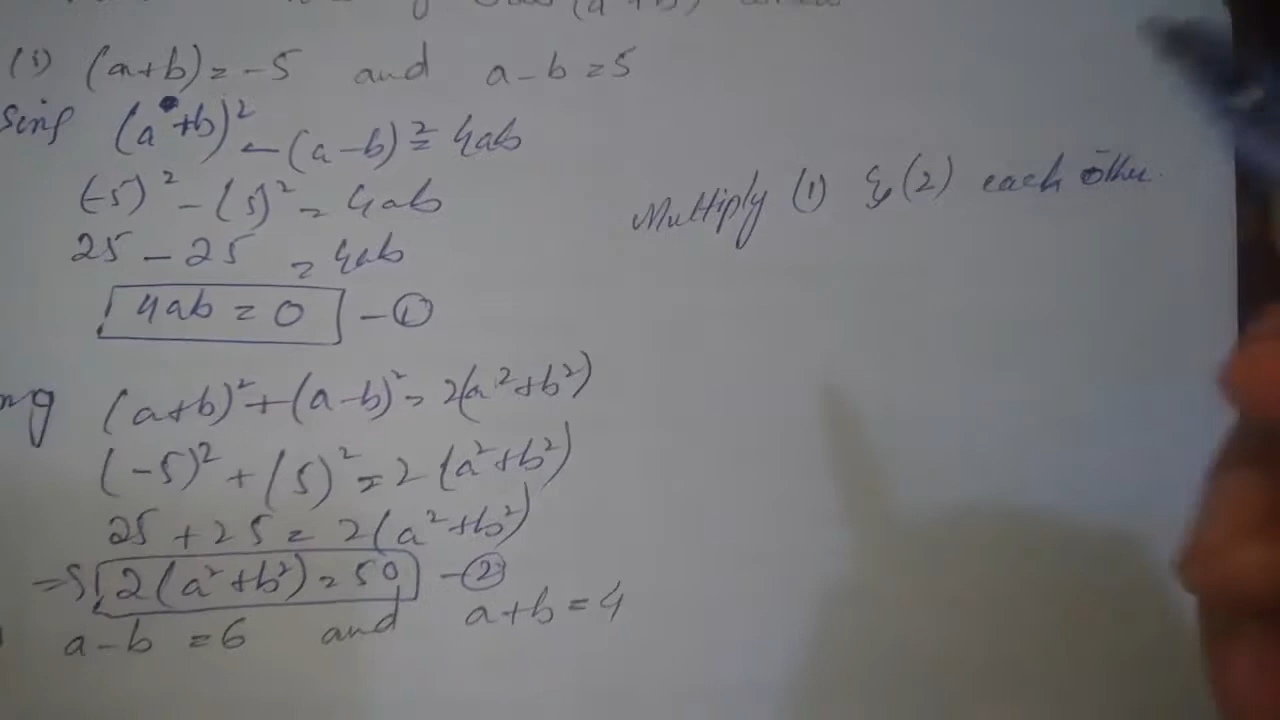 (i) (a+b) = -5 and a-b = 5
(a+b)² - (a-b)² = 4ab
(-5)² - (5)² = 4ab
25 - 25 = 4ab
4ab = 0 - ①
(a+b)² + (a-b)² = 2(a²+b²)
(-5)² + (5)² = 2(a²+b²)
25 + 25 = 2(a²+b²)
=> 2(a²+b²) = 50 - ②
a-b = 6 and a+b = 4
Multiply (1) & (2) each other